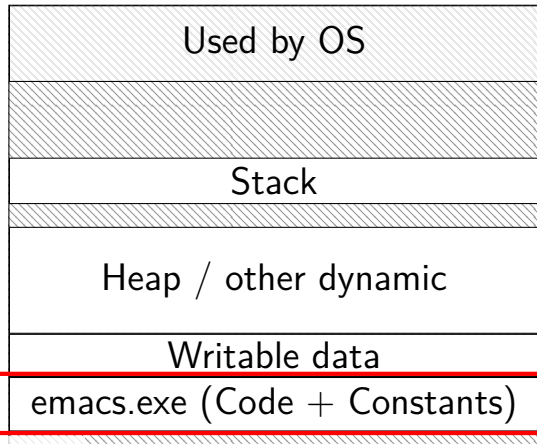 Used by OS
Stack
Heap / other dynamic
Writable data
emacs.exe (Code + Constants)